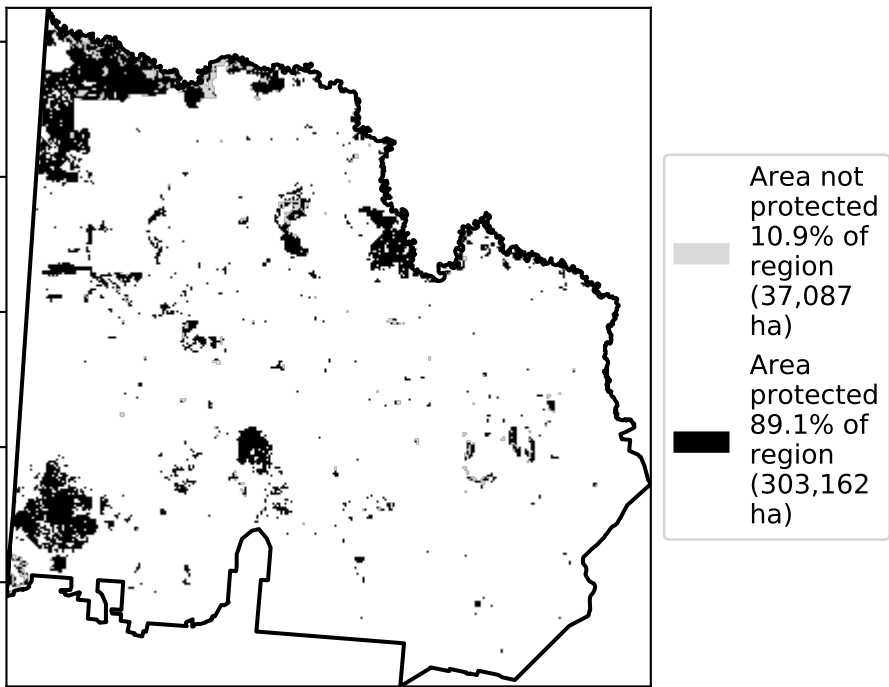 Area not
protected
10.9% of
region
(37,087
ha)
Area
protected
89.1% of
region
(303,162
ha)